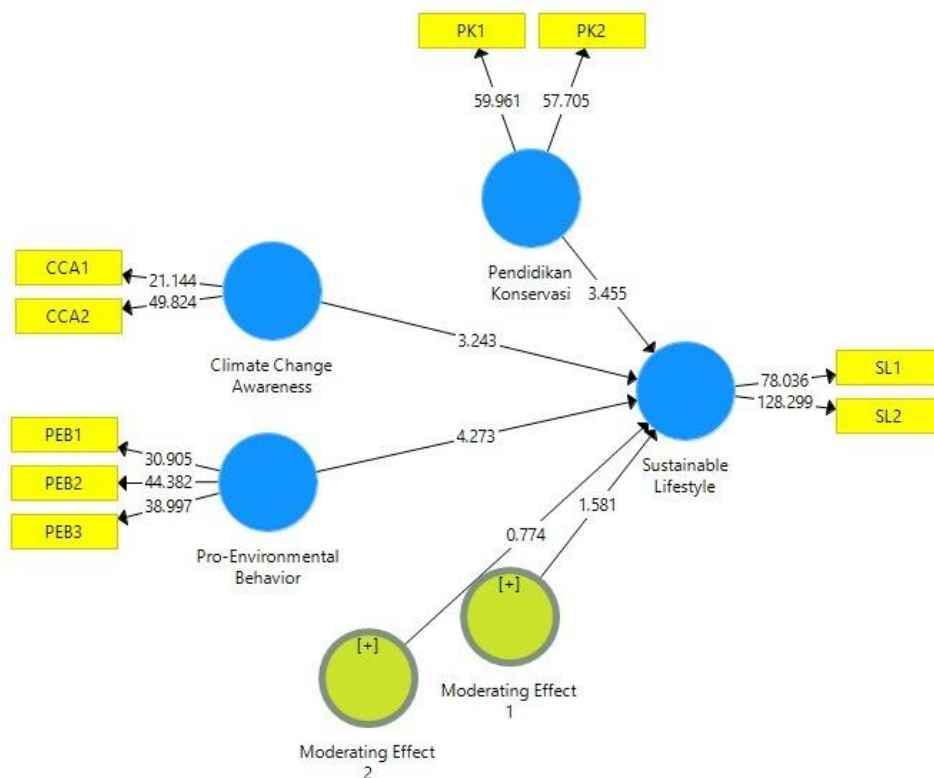 PK1
PK2
59.961
57.705
Pendidikan
Konservasi
3.455
CCA1
CCA2
21.144
49.824
Climate Change
Awareness
3.243
SL1
SL2
78.036
128.299
Sustainable
Lifestyle
PEB1
PEB2
PEB3
30.905
44.382
38.997
Pro-Environmental
Behavior
4.273
0.774
1.581
[+]
Moderating Effect
1
[+]
Moderating Effect
2